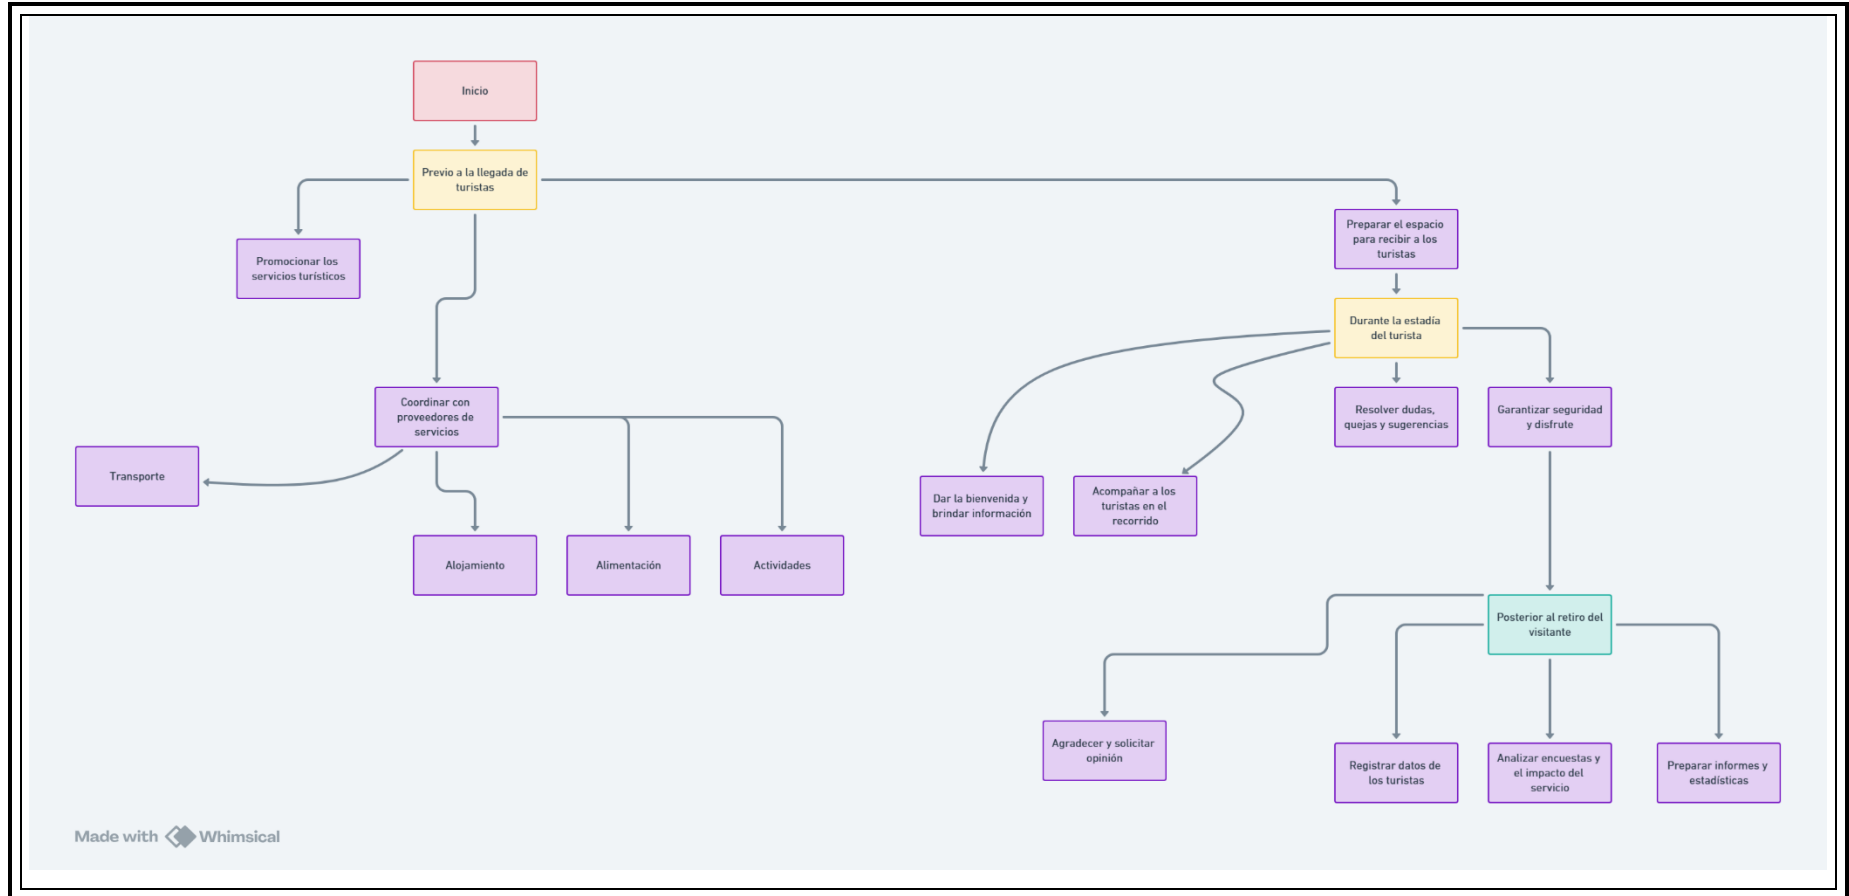 Inicio
Previo a la llegada de
turistas
Promocionar los
servicios turísticos
Preparar el espacio
para recibir a los
turistas
Durante la estadía
del turista
Coordinar con
proveedores de
servicios
Resolver dudas,
quejas y sugerencias
Garantizar seguridad
y disfrute
Transporte
Dar la bienvenida y
brindar información
Acompañar a los
turistas en el
recorrido
Alojamiento
Alimentación
Actividades
Posterior al retiro del
visitante
Agradecer y solicitar
opinión
Registrar datos de
los turistas
Analizar encuestas y
el impacto del
servicio
Preparar informes y
estadísticas
Made with Whimsical